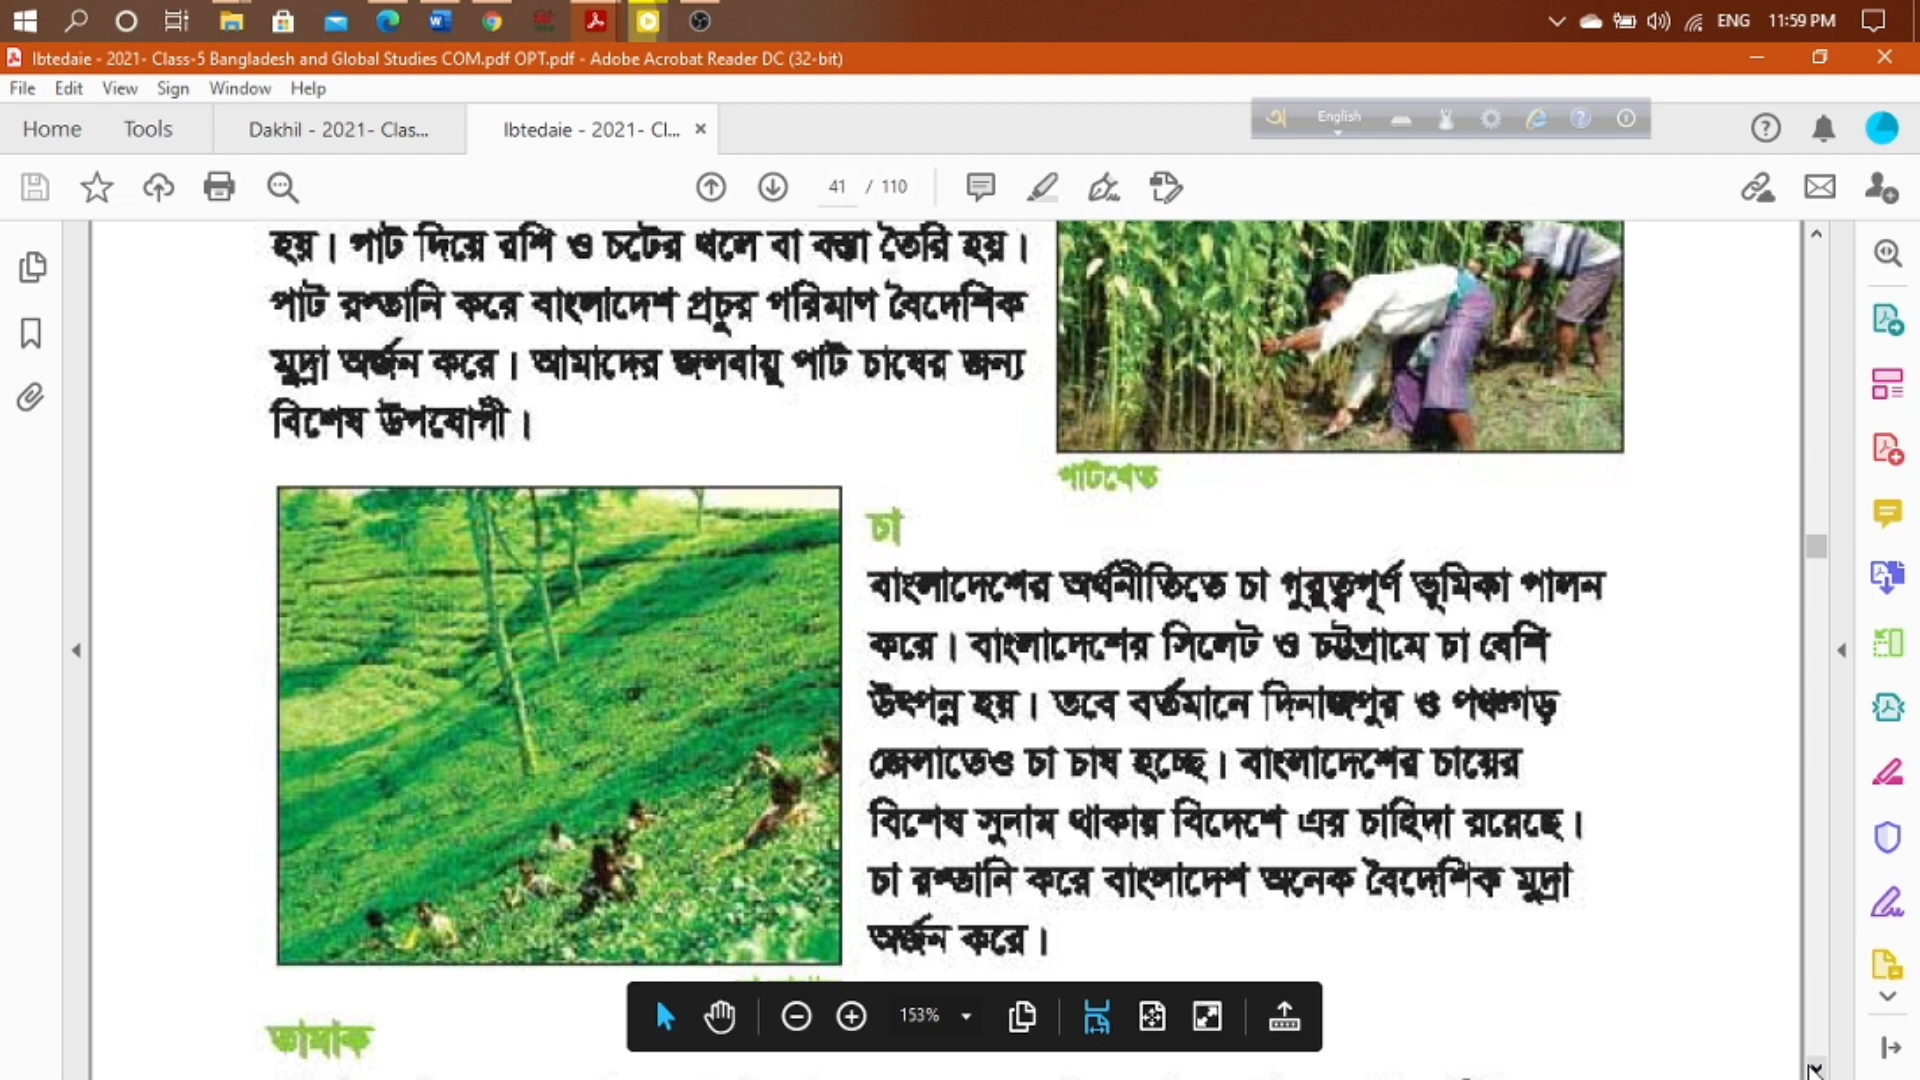 ENG 11:59 PM
Ibtedaie - 2021- Class-5 Bangladesh and Global Studies COM.pdf OPT.pdf - Adobe Acrobat Reader DC (32-bit)
File Edit View Sign Window Help
Home Tools Dakhil - 2021- Clas... Ibtedaie - 2021- Cl... English
41 / 110
হয়। পাট দিয়ে রশি ও চটের থলে বা বস্তা তৈরি হয়।
পাট রপ্তানি করে বাংলাদেশ প্রচুর পরিমাণ বৈদেশিক
মুদ্রা অর্জন করে। আমাদের জলবায়ু পাট চাষের জন্য
বিশেষ উপযোগী।
পাটক্ষেত
চা
বাংলাদেশের অর্থনীতিতে চা গুরুত্বপূর্ণ ভূমিকা পালন
করে। বাংলাদেশের সিলেট ও চট্টগ্রামে চা বেশি
উৎপন্ন হয়। তবে বর্তমানে দিনাজপুর ও পঞ্চগড়
জেলাতেও চা চাষ হচ্ছে। বাংলাদেশের চায়ের
বিশেষ সুনাম থাকায় বিদেশে এর চাহিদা রয়েছে।
চা রপ্তানি করে বাংলাদেশ অনেক বৈদেশিক মুদ্রা
অর্জন করে।
153%
তামাক